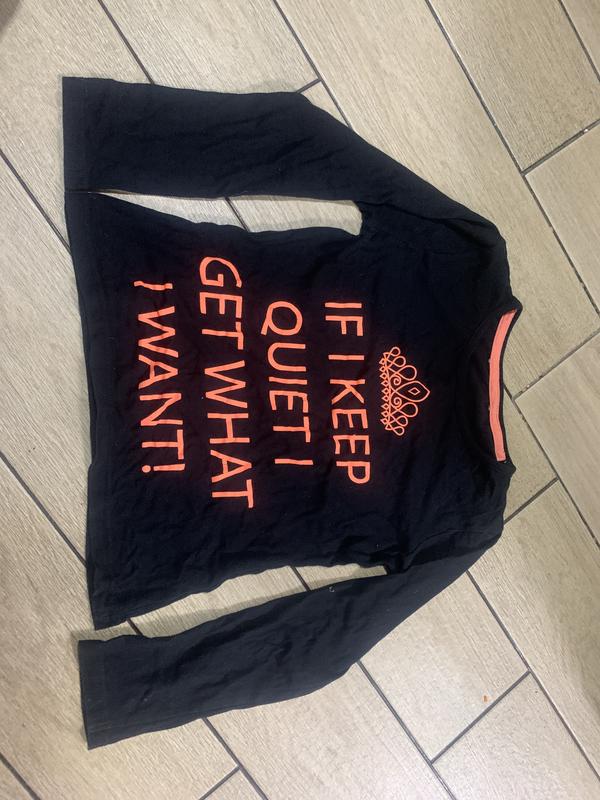 IF I KEEP
QUIET I
GET WHAT
I WANT!